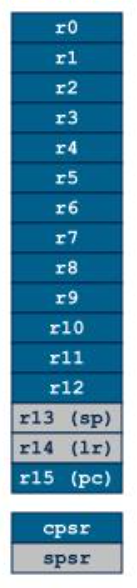 r0
r1
r2
r3
r4
r5
r6
r7
r8
r9
r10
r11
r12
r13 (sp)
r14 (lr)
r15 (pc)
cpsr
spsr